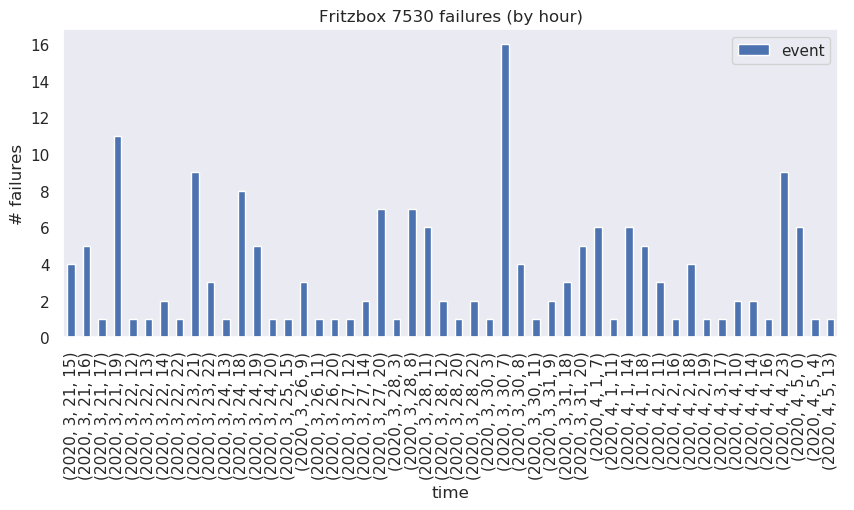 Fritzbox 7530 failures (by hour)
event
# failures
16
14
12
10
8
6
4
2
0
(2020, 3, 21, 15)
(2020, 3, 21, 16)
(2020, 3, 21, 17)
(2020, 3, 21, 19)
(2020, 3, 22, 12)
(2020, 3, 22, 13)
(2020, 3, 22, 14)
(2020, 3, 22, 22)
(2020, 3, 23, 21)
(2020, 3, 23, 22)
(2020, 3, 24, 13)
(2020, 3, 24, 18)
(2020, 3, 24, 19)
(2020, 3, 24, 20)
(2020, 3, 25, 15)
(2020, 3, 26, 9)
(2020, 3, 26, 11)
(2020, 3, 26, 20)
(2020, 3, 27, 12)
(2020, 3, 27, 14)
(2020, 3, 27, 20)
(2020, 3, 28, 3)
(2020, 3, 28, 8)
(2020, 3, 28, 11)
(2020, 3, 28, 12)
(2020, 3, 28, 20)
(2020, 3, 28, 22)
(2020, 3, 30, 3)
(2020, 3, 30, 7)
(2020, 3, 30, 8)
(2020, 3, 30, 11)
(2020, 3, 31, 9)
(2020, 3, 31, 18)
(2020, 3, 31, 20)
(2020, 4, 1, 7)
(2020, 4, 1, 11)
(2020, 4, 1, 14)
(2020, 4, 1, 18)
(2020, 4, 2, 11)
(2020, 4, 2, 16)
(2020, 4, 2, 18)
(2020, 4, 2, 19)
(2020, 4, 3, 17)
(2020, 4, 4, 10)
(2020, 4, 4, 14)
(2020, 4, 4, 16)
(2020, 4, 4, 23)
(2020, 4, 5, 0)
(2020, 4, 5, 4)
(2020, 4, 5, 13)
time